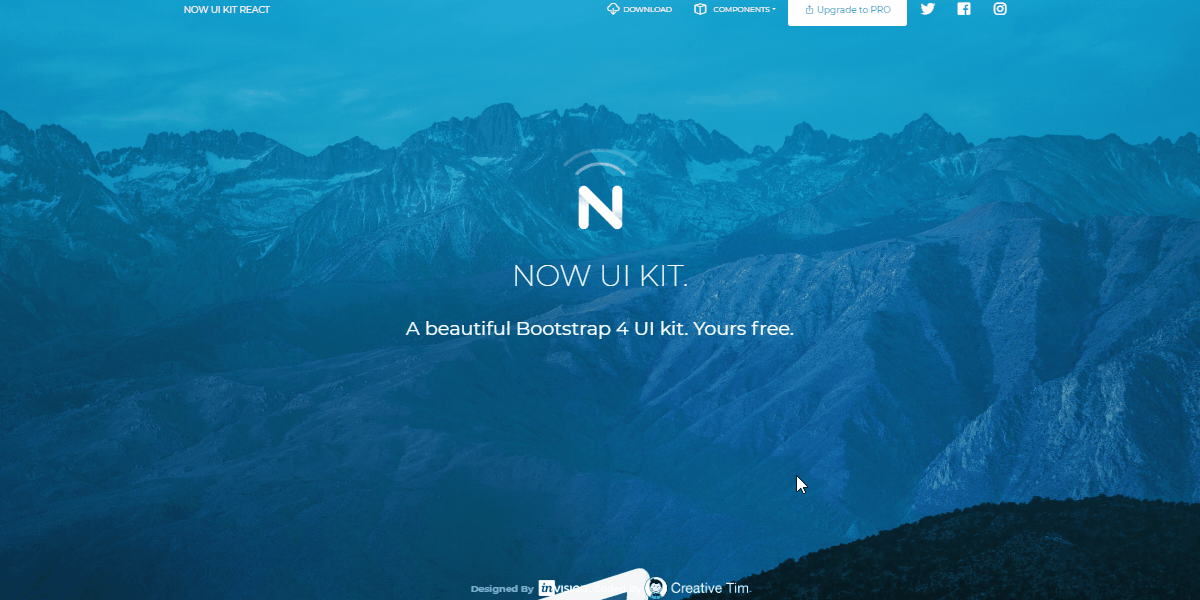 NOW UI KIT REACT
DOWNLOAD
COMPONENTS
Upgrade to PRO
N
NOW UI KIT.
A beautiful Bootstrap 4 UI kit. Yours free.
Designed By inVISION. Creative Tim.